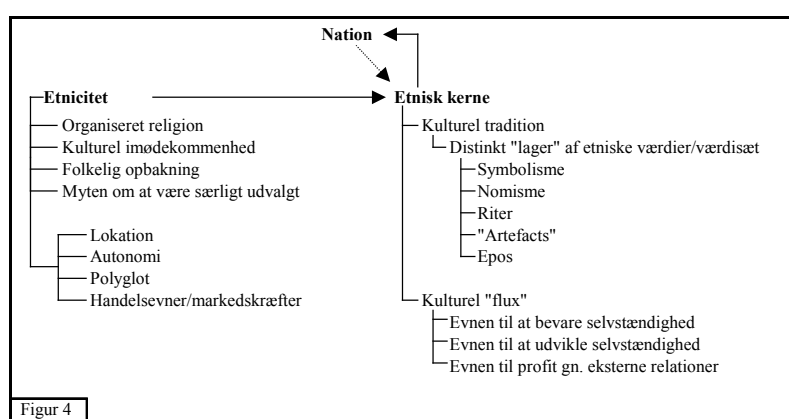 Nation
Etnicitet
Organiseret religion
Kulturel imødekommenhed
Folkelig opbakning
Myten om at være særligt udvalgt
Lokation
Autonomi
Polyglot
Handelsevner/markedskræfter
Etnisk kerne
Kulturel tradition
Distinkt "lager" af etniske værdier/værdisæt
Symbolisme
Nomisme
Riter
"Artefacts"
Epos
Kulturel "flux"
Evnen til at bevare selvstændighed
Evnen til at udvikle selvstændighed
Evnen til profit gn. eksterne relationer
Figur 4